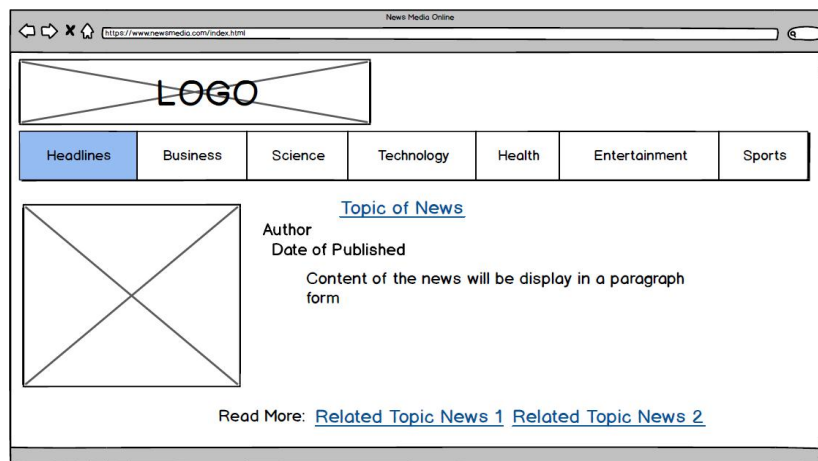 News Media Online
https://www.newsmedia.com/index.html
LOGO
Headlines Business Science Technology Health Entertainment Sports
Topic of News
Author
Date of Published
Content of the news will be display in a paragraph
form
Read More: Related Topic News 1 Related Topic News 2